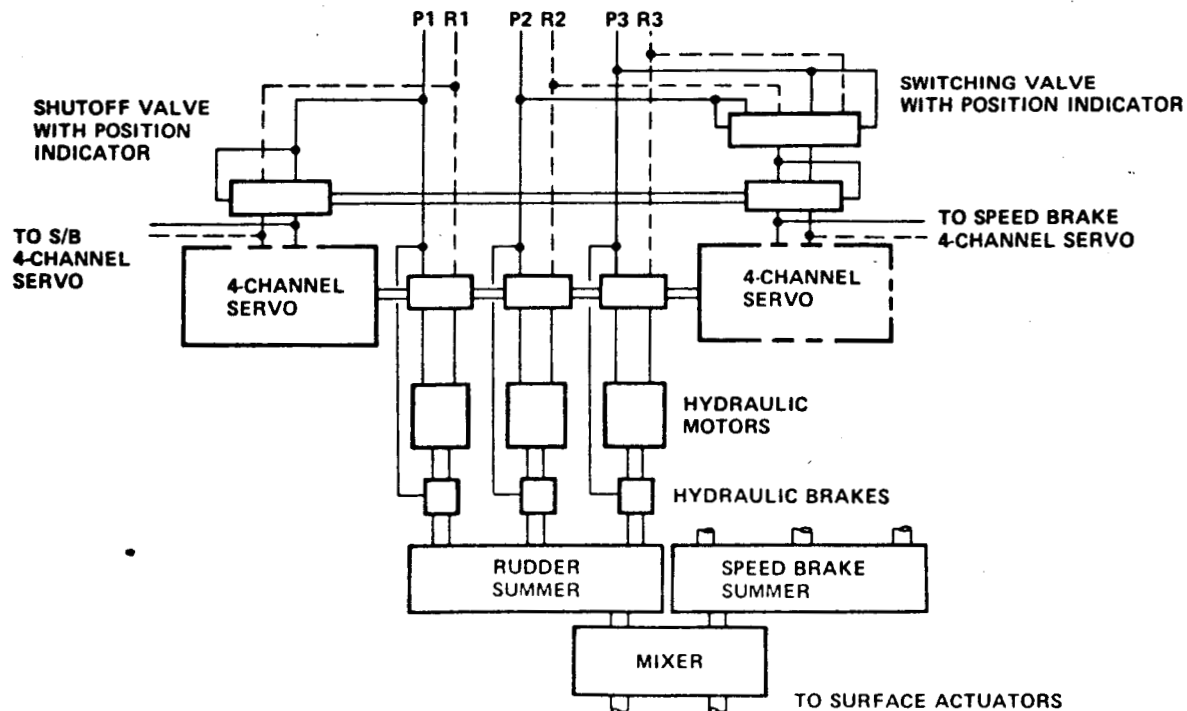 P1 R1 P2 R2 P3 R3
SHUTOFF VALVE
WITH POSITION
INDICATOR
SWITCHING VALVE
WITH POSITION INDICATOR
TO S/B
4-CHANNEL
SERVO
TO SPEED BRAKE
4-CHANNEL SERVO
4-CHANNEL
SERVO
4-CHANNEL
SERVO
HYDRAULIC
MOTORS
HYDRAULIC BRAKES
RUDDER
SUMMER
SPEED BRAKE
SUMMER
MIXER
TO SURFACE ACTUATORS